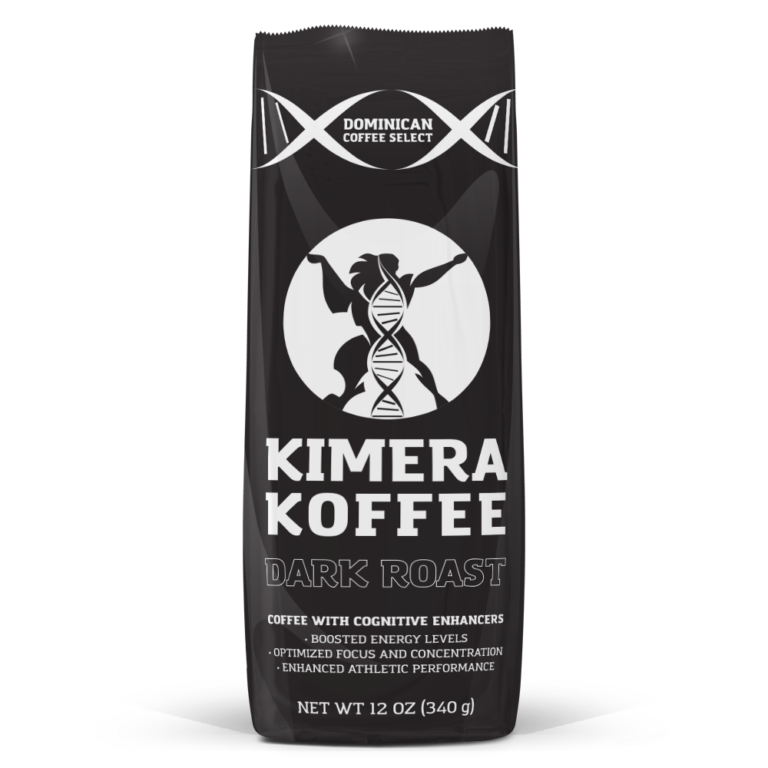 DOMINICAN
COFFEE SELECT
KIMERA
KOFFEE
DARK ROAST
COFFEE WITH COGNITIVE ENHANCERS
· BOOSTED ENERGY LEVELS
· OPTIMIZED FOCUS AND CONCENTRATION
· ENHANCED ATHLETIC PERFORMANCE
NET WT 12 OZ (340 g)